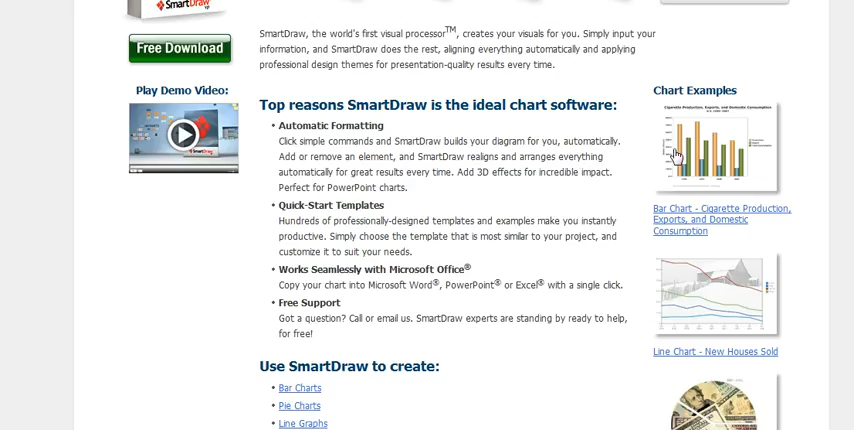 SmartDraw
Free Download
SmartDraw, the world's first visual processor™, creates your visuals for you. Simply input your
information, and SmartDraw does the rest, aligning everything automatically and applying
professional design themes for presentation-quality results every time.
Play Demo Video:
Top reasons SmartDraw is the ideal chart software:
• Automatic Formatting
Click simple commands and SmartDraw builds your diagram for you, automatically.
Add or remove an element, and SmartDraw realigns and arranges everything
automatically for great results every time. Add 3D effects for incredible impact.
Perfect for PowerPoint charts.
• Quick-Start Templates
Hundreds of professionally-designed templates and examples make you instantly
productive. Simply choose the template that is most similar to your project, and
customize it to suit your needs.
• Works Seamlessly with Microsoft Office®
Copy your chart into Microsoft Word®, PowerPoint® or Excel® with a single click.
• Free Support
Got a question? Call or email us. SmartDraw experts are standing by ready to help,
for free!
Use SmartDraw to create:
• Bar Charts
• Pie Charts
• Line Graphs
Chart Examples
Cigarette Production, Exports, and Domestic Consumption
Bar Chart - Cigarette Production,
Exports, and Domestic
Consumption
Line Chart - New Houses Sold